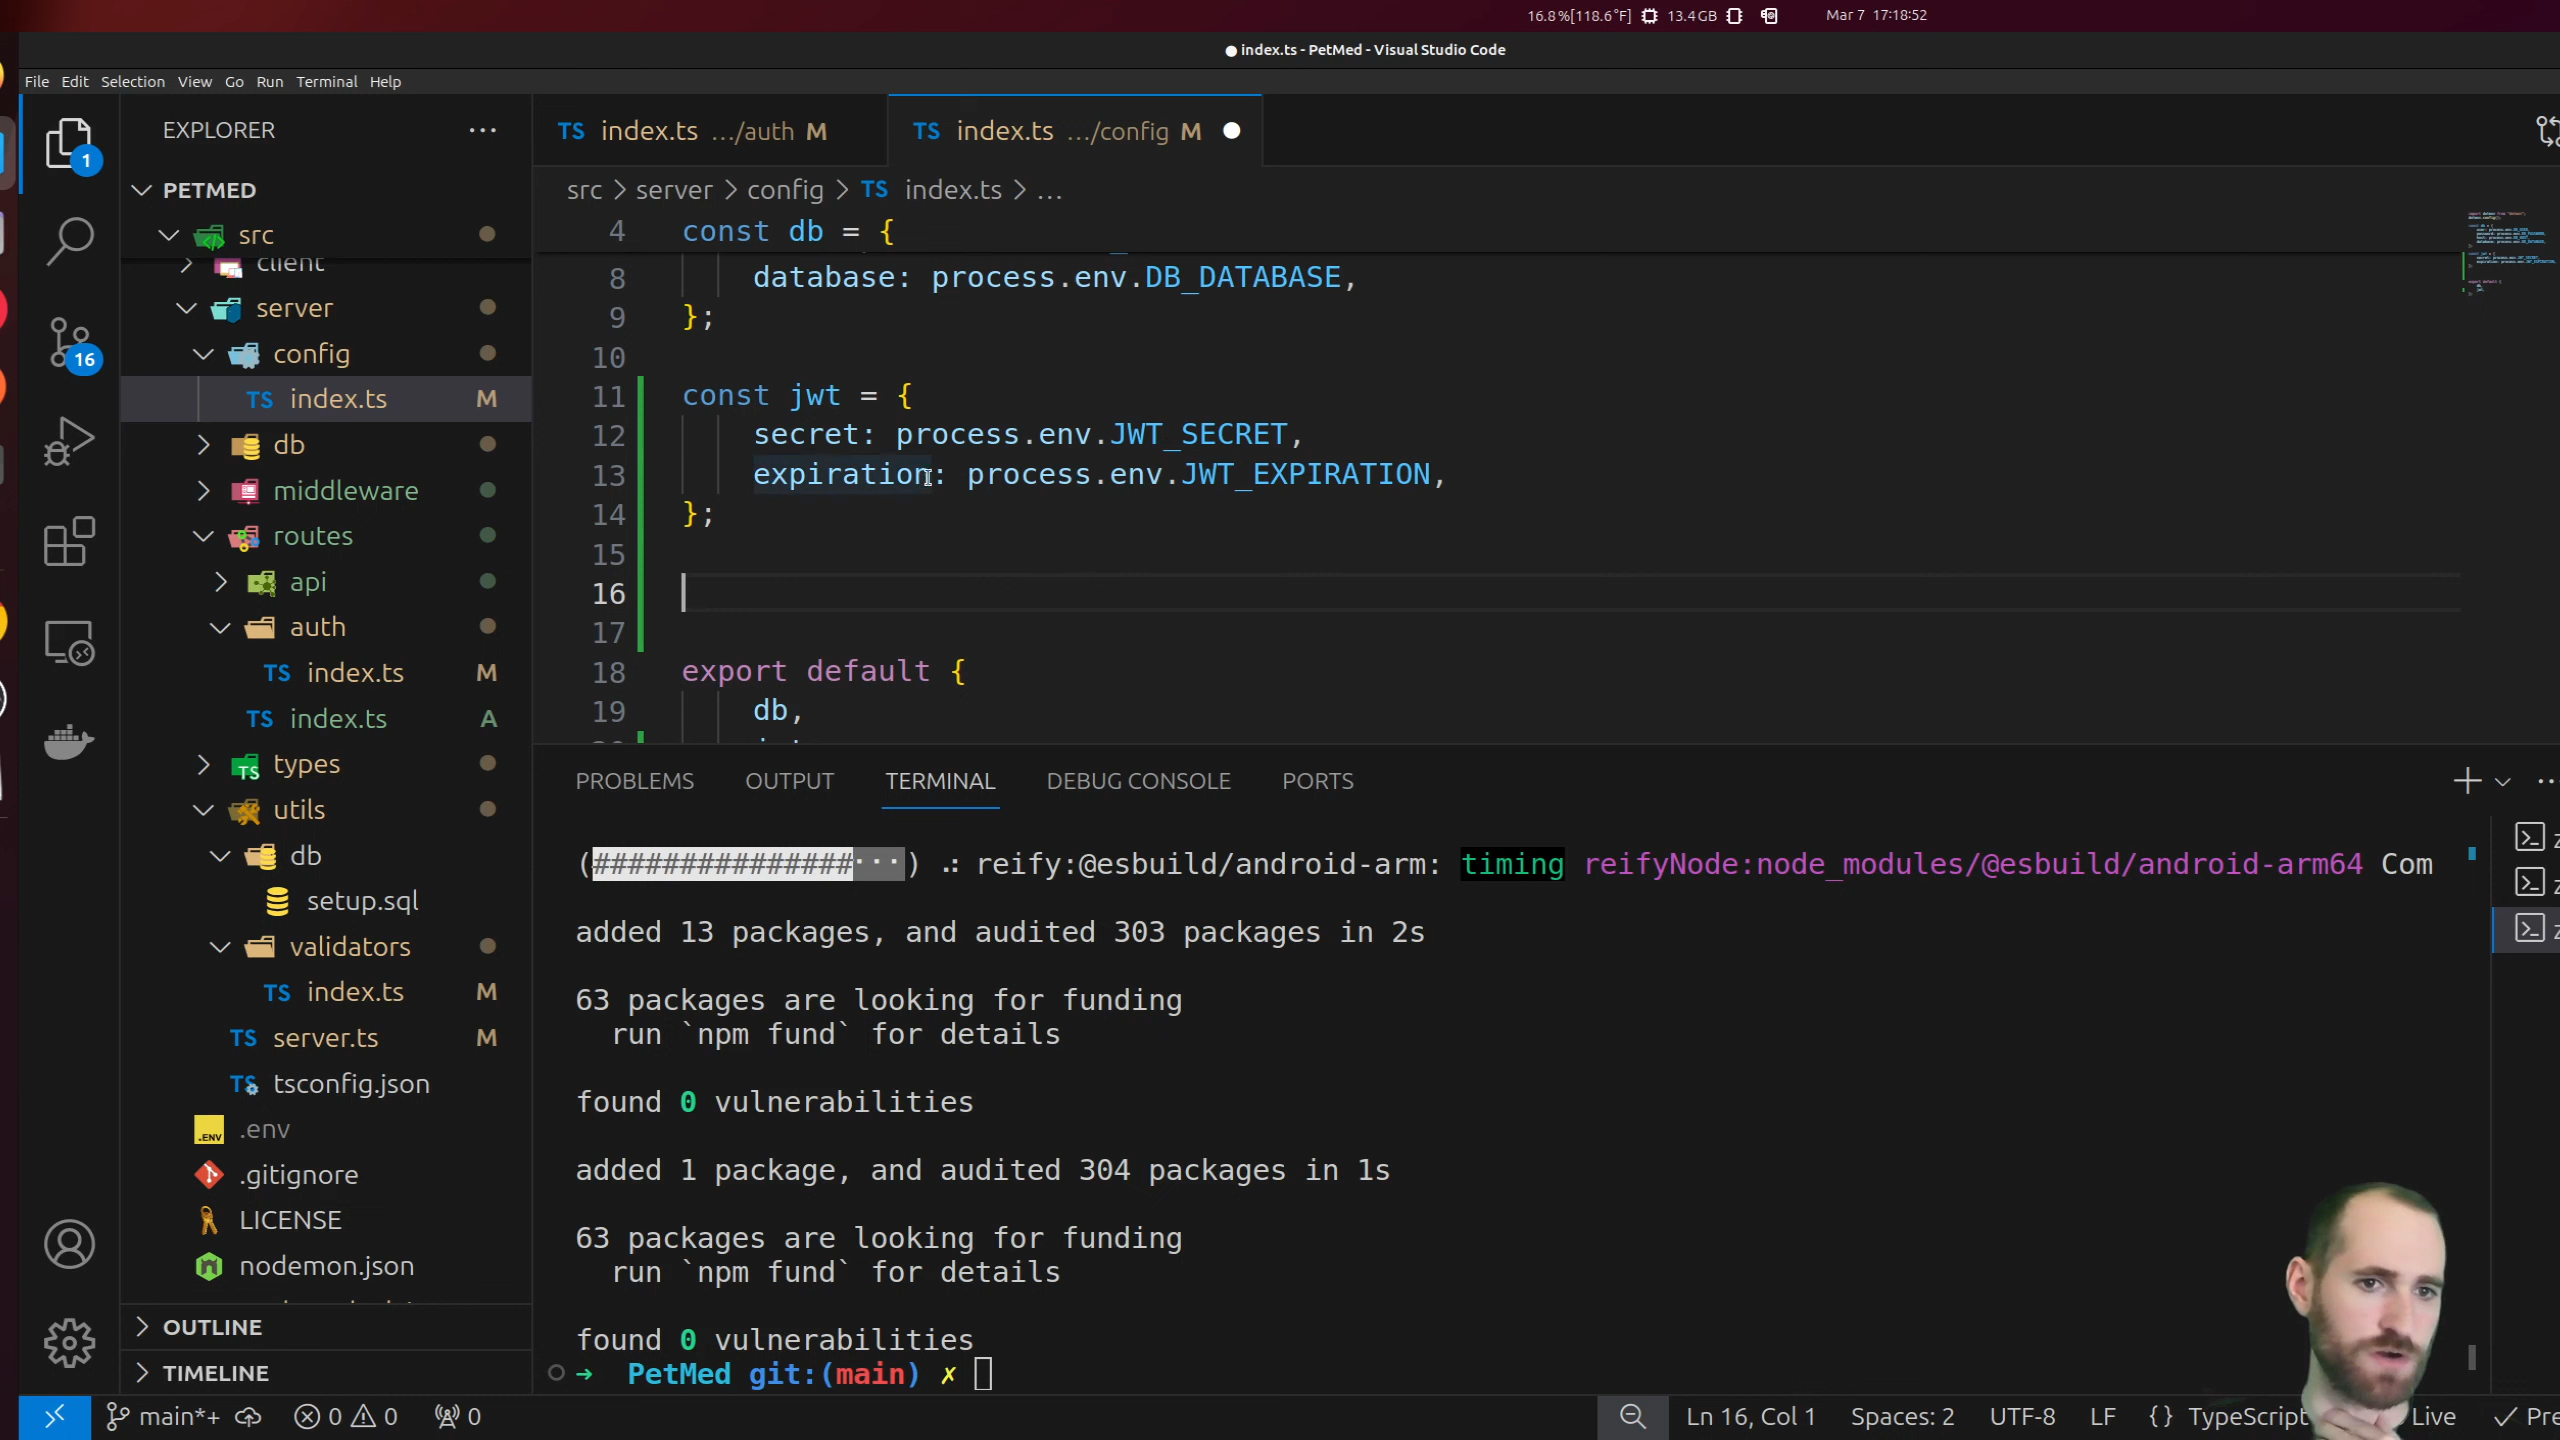 16.8%[118.6°F] 13.4GB Mar 7 17:18:52
● index.ts - PetMed - Visual Studio Code
File Edit Selection View Go Run Terminal Help
EXPLORER
PETMED
src
client
server
config
index.ts M
db
middleware
routes
api
auth
index.ts M
index.ts A
types
utils
db
setup.sql
validators
index.ts M
server.ts M
tsconfig.json
.env
.gitignore
LICENSE
nodemon.json
OUTLINE
TIMELINE
1
16
index.ts …/auth M
index.ts …/config M
src > server > config > TS index.ts > …
4 const db = {
8 database: process.env.DB_DATABASE,
9 };
10
11 const jwt = {
12 secret: process.env.JWT_SECRET,
13 expiration: process.env.JWT_EXPIRATION,
14 };
15
16
17
18 export default {
19 db,
PROBLEMS OUTPUT TERMINAL DEBUG CONSOLE PORTS
(###############⠂⠂⠂) ⠴ reify:@esbuild/android-arm: timing reifyNode:node_modules/@esbuild/android-arm64 Com
added 13 packages, and audited 303 packages in 2s
63 packages are looking for funding
run `npm fund` for details
found 0 vulnerabilities
added 1 package, and audited 304 packages in 1s
63 packages are looking for funding
run `npm fund` for details
found 0 vulnerabilities
➜ PetMed git:(main) ✗
main*+ 0 0 0 Ln 16, Col 1 Spaces: 2 UTF-8 LF {} TypeScript Live Pre